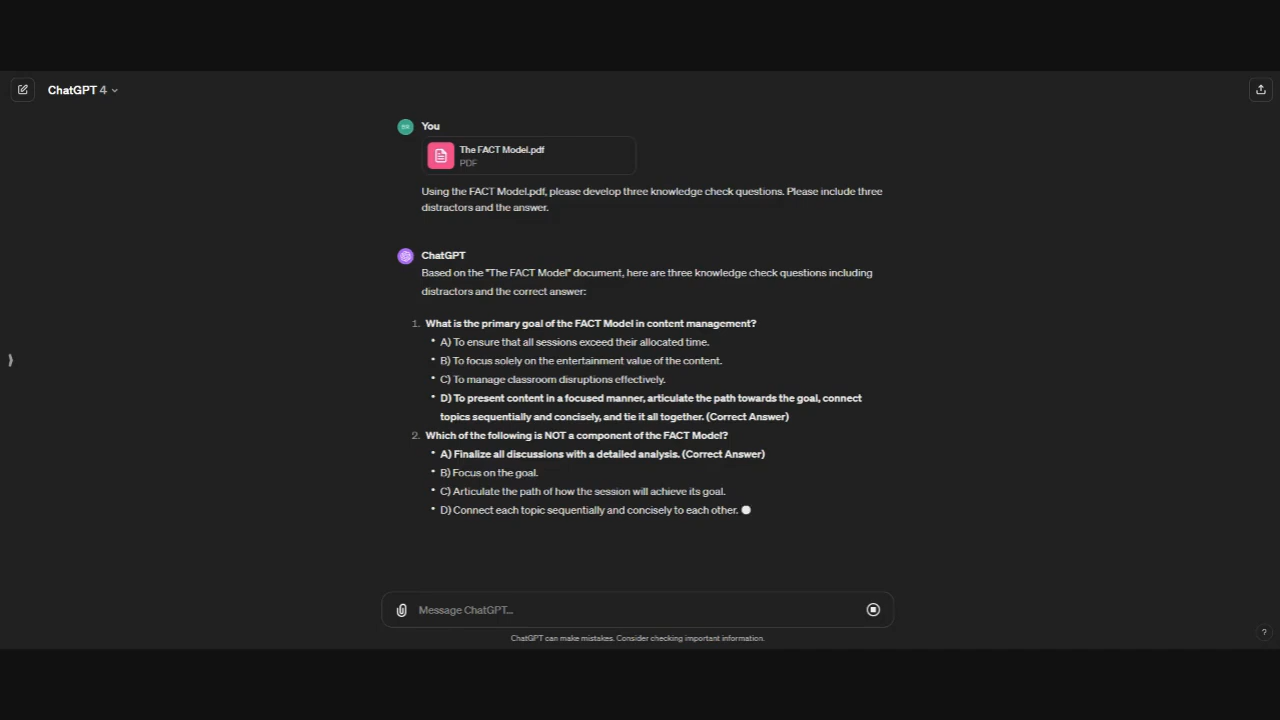 ChatGPT 4
You
The FACT Model.pdf
PDF
Using the FACT Model.pdf, please develop three knowledge check questions. Please include three
distractors and the answer.
ChatGPT
Based on the "The FACT Model" document, here are three knowledge check questions including
distractors and the correct answer:
1. What is the primary goal of the FACT Model in content management?
• A) To ensure that all sessions exceed their allocated time.
• B) To focus solely on the entertainment value of the content.
• C) To manage classroom disruptions effectively.
• D) To present content in a focused manner, articulate the path towards the goal, connect
topics sequentially and concisely, and tie it all together. (Correct Answer)
2. Which of the following is NOT a component of the FACT Model?
• A) Finalize all discussions with a detailed analysis. (Correct Answer)
• B) Focus on the goal.
• C) Articulate the path of how the session will achieve its goal.
• D) Connect each topic sequentially and concisely to each other.
Message ChatGPT...
ChatGPT can make mistakes. Consider checking important information.
?